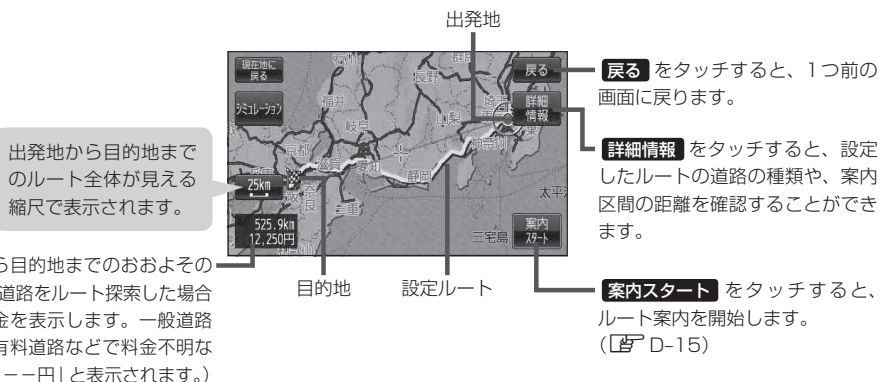 出発地
戻る をタッチすると、1つ前の
画面に戻ります。
詳細情報 をタッチすると、設定
したルートの道路の種類や、案内
区間の距離を確認することができ
ます。
案内スタート をタッチすると、
ルート案内を開始します。
(D-15)
出発地から目的地まで
のルート全体が見える
縮尺で表示されます。
現在地に
戻る
シミュレーション
25km
525.9km
12,250円
戻る
詳細
情報
案内
スタート
石川
群馬
長野
福井
埼玉
山梨
岐阜
京都
滋賀
愛知
神奈川
静岡
奈良
三重
太平
三宅島
目的地
設定ルート
ら目的地までのおおよその
道路をルート探索した場合
金を表示します。一般道路
有料道路などで料金不明な
−−円」と表示されます。)